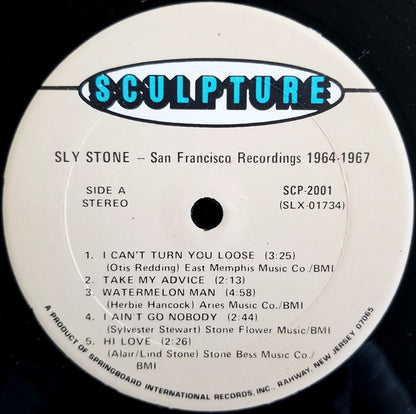 SCULPTURE
SLY STONE – San Francisco Recordings 1964-1967
SIDE A
STEREO
SCP-2001
(SLX-01734)
1. I CAN'T TURN YOU LOOSE (3:25)
(Otis Redding) East Memphis Music Co./BMI
2. TAKE MY ADVICE (2:13)
3. WATERMELON MAN (4:58)
(Herbie Hancock) Aries Music Co./BMI
4. I AIN'T GO NOBODY (2:44)
(Sylvester Stewart) Stone Flower Music/BMI
5. HI LOVE (2:26)
(Alair/Lind Stone) Stone Bess Music Co./
BMI
A PRODUCT OF SPRINGBOARD INTERNATIONAL RECORDS, INC., RAHWAY, NEW JERSEY 07065